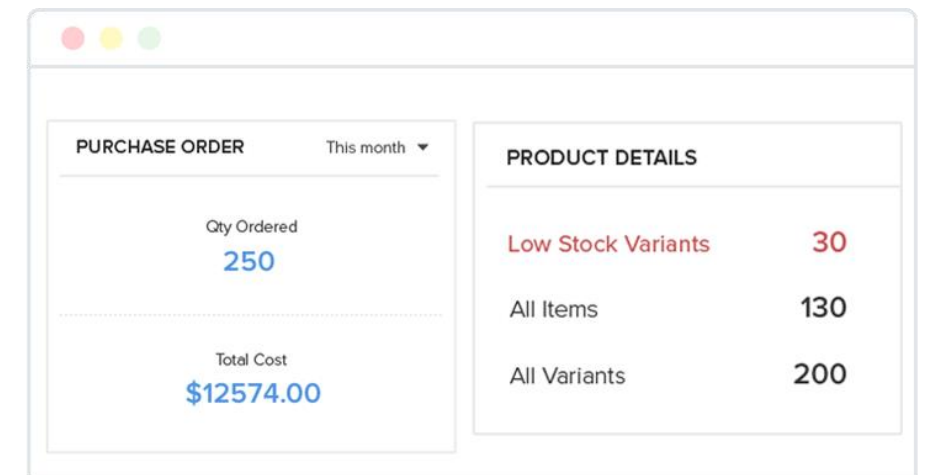 PURCHASE ORDER This month
Qty Ordered
250
Total Cost
$12574.00
PRODUCT DETAILS
Low Stock Variants 30
All Items 130
All Variants 200